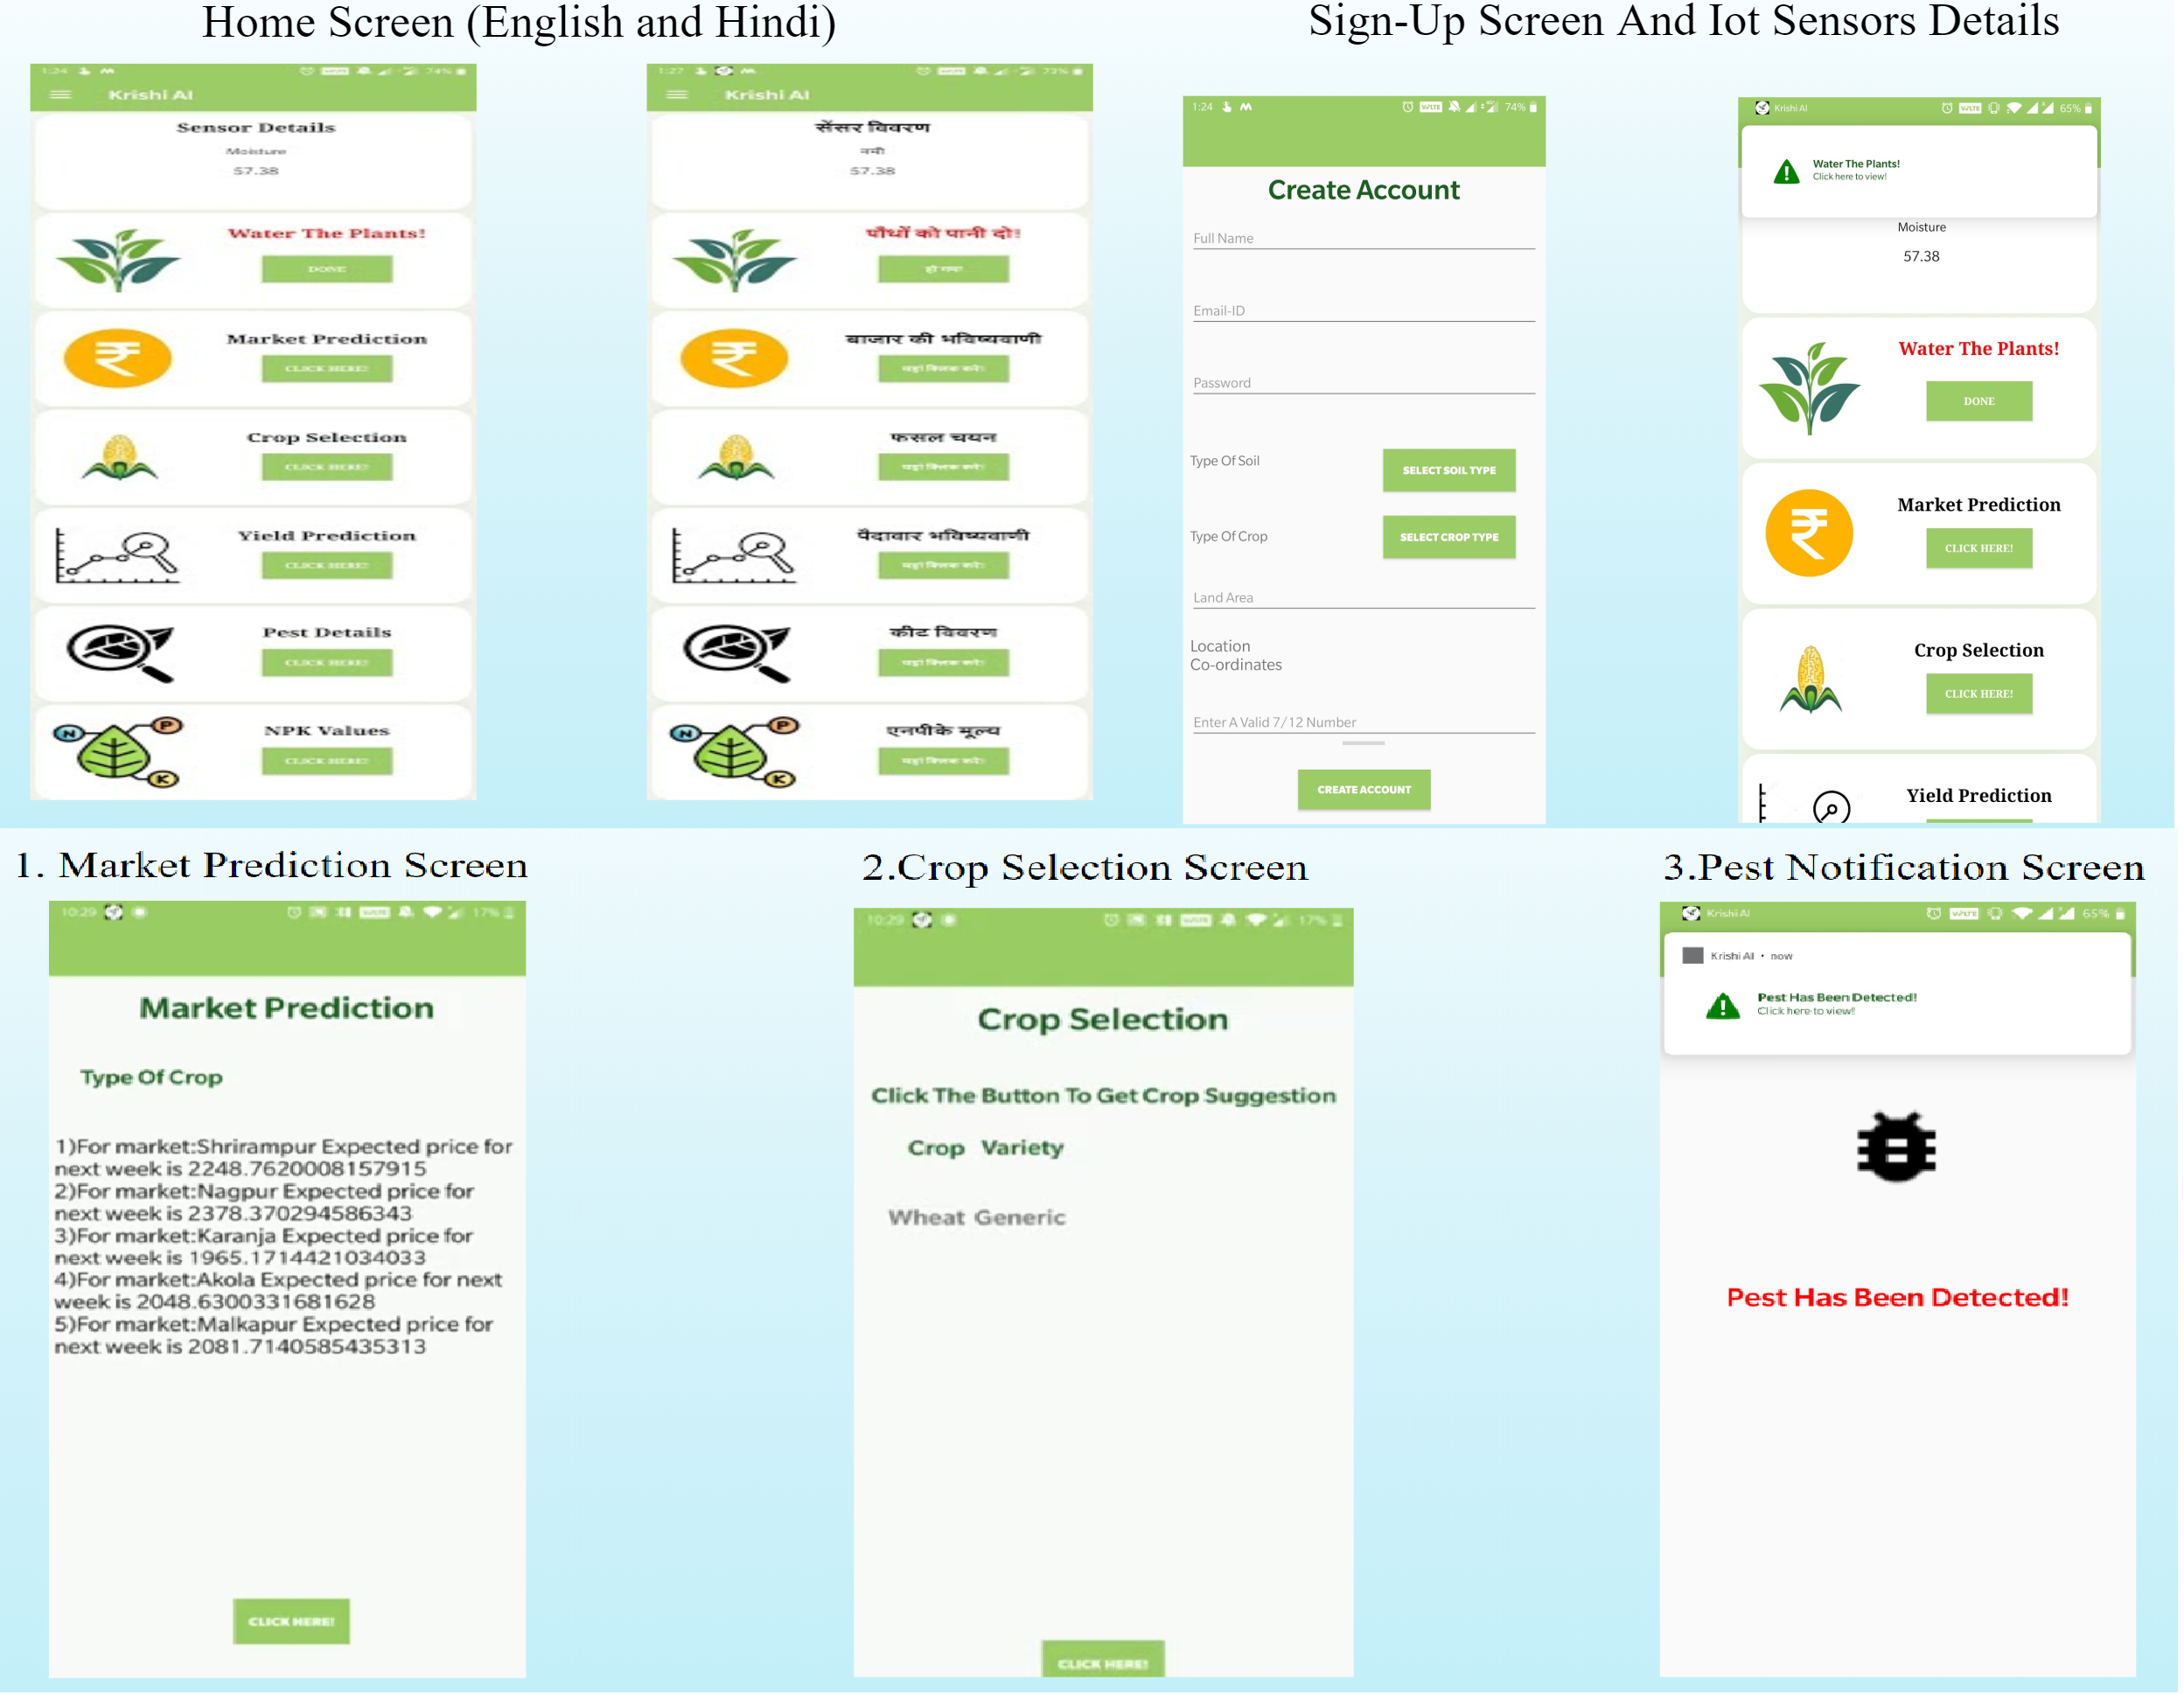 Home Screen (English and Hindi)
Sign-Up Screen And Iot Sensors Details
1:24
74%
Krishi AI
Sensor Details
Moisture
57.38
Water The Plants!
DONE
Market Prediction
CLICK HERE!
Crop Selection
CLICK HERE!
Yield Prediction
CLICK HERE!
Pest Details
CLICK HERE!
N P K
NPK Values
CLICK HERE!
1:27
73%
Krishi AI
सेंसर विवरण
नमी
57.38
पौधों को पानी दो!
हो गया
बाजार की भविष्यवाणी
यहां क्लिक करे!
फसल चयन
यहां क्लिक करे!
पैदावार भविष्यवाणी
यहां क्लिक करे!
कीट विवरण
यहां क्लिक करे!
N P K
एनपीके मूल्य
यहां क्लिक करे!
1:24
VoLTE 74%
Create Account
Full Name
Email-ID
Password
Type Of Soil
SELECT SOIL TYPE
Type Of Crop
SELECT CROP TYPE
Land Area
Location
Co-ordinates
Enter A Valid 7/12 Number
CREATE ACCOUNT
Krishi AI
VoLTE 65%
Water The Plants!
Click here to view!
Moisture
57.38
Water The Plants!
DONE
Market Prediction
CLICK HERE!
Crop Selection
CLICK HERE!
Yield Prediction
1. Market Prediction Screen
2.Crop Selection Screen
3.Pest Notification Screen
10:29
17%
Market Prediction
Type Of Crop
1)For market:Shrirampur Expected price for
next week is 2248.7620008157915
2)For market:Nagpur Expected price for
next week is 2378.370294586343
3)For market:Karanja Expected price for
next week is 1965.1714421034033
4)For market:Akola Expected price for next
week is 2048.6300331681628
5)For market:Malkapur Expected price for
next week is 2081.7140585435313
CLICK HERE!
10:29
17%
Crop Selection
Click The Button To Get Crop Suggestion
Crop Variety
Wheat Generic
CLICK HERE!
Krishi AI
VoLTE 65%
Krishi AI • now
Pest Has Been Detected!
Click here to view!
Pest Has Been Detected!